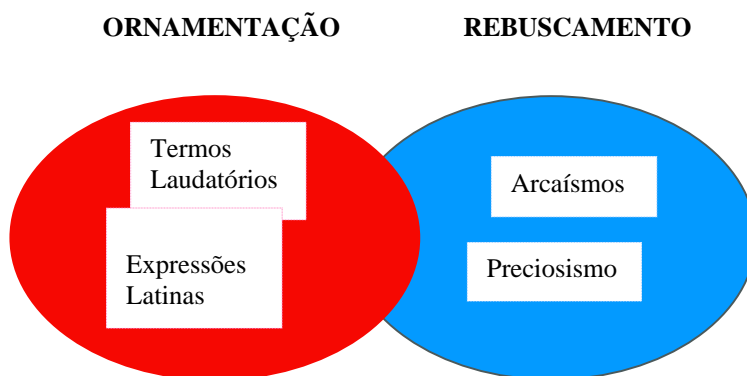 ORNAMENTAÇÃO
REBUSCAMENTO
Termos
Laudatórios
Expressões
Latinas
Arcaísmos
Preciosismo